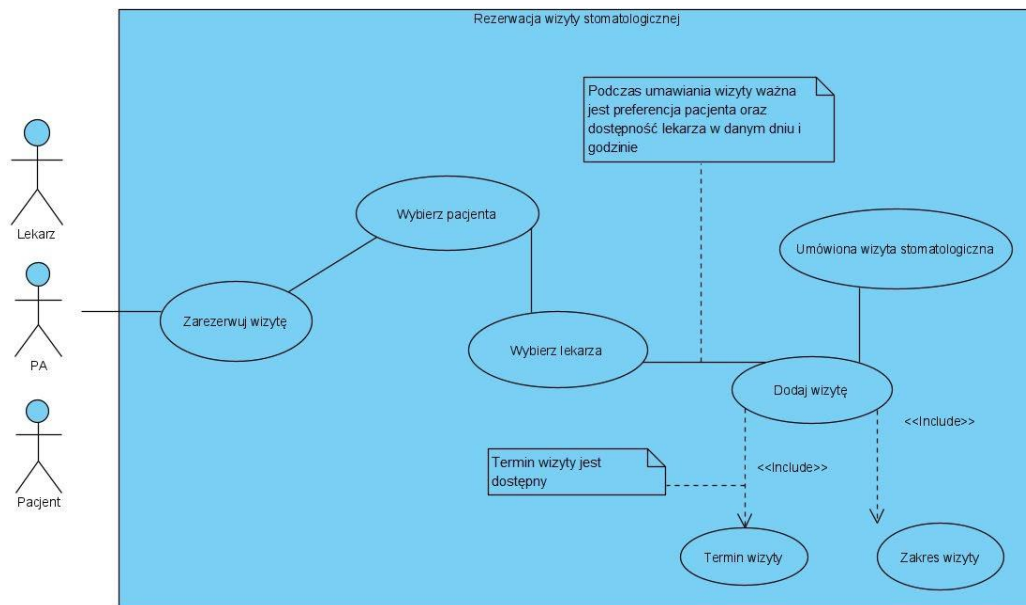 Rezerwacja wizyty stomatologicznej
Podczas umawiania wizyty ważna
jest preferencja pacjenta oraz
dostępność lekarza w danym dniu i
godzinie
Lekarz
Wybierz pacjenta
Umówiona wizyta stomatologiczna
Zarezerwuj wizytę
PA
Wybierz lekarza
Dodaj wizytę
<<Include>>
Termin wizyty jest
dostępny
<<Include>>
Pacjent
Termin wizyty
Zakres wizyty